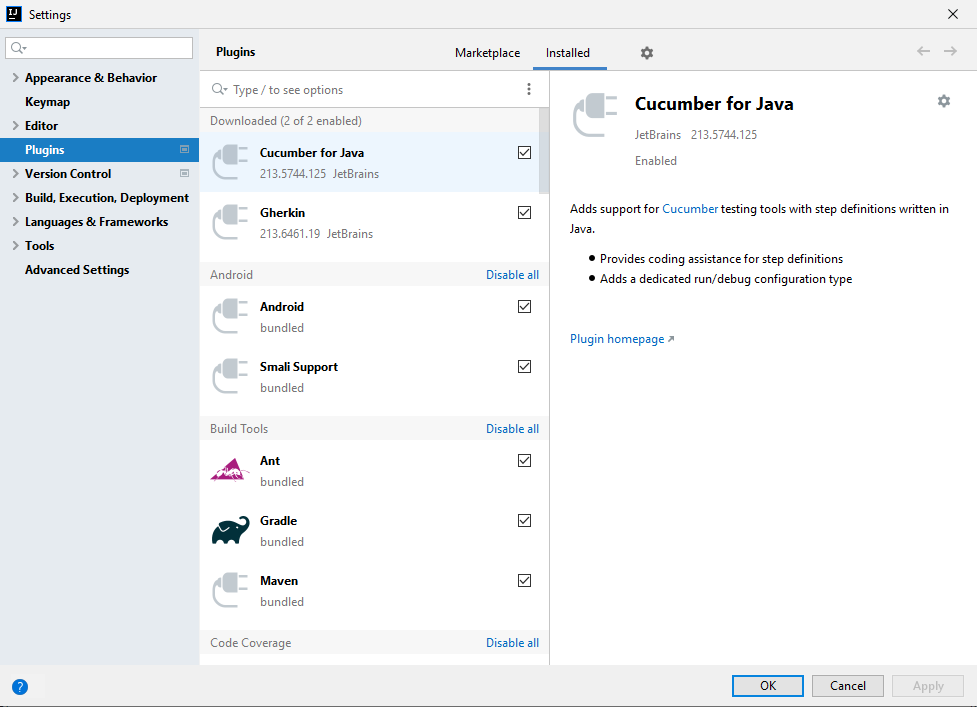 Settings
Appearance & Behavior
Keymap
Editor
Plugins
Version Control
Build, Execution, Deployment
Languages & Frameworks
Tools
Advanced Settings
Plugins
Marketplace
Installed
Type / to see options
Downloaded (2 of 2 enabled)
Cucumber for Java
213.5744.125 JetBrains
Gherkin
213.6461.19 JetBrains
Android Disable all
Android
bundled
Smali Support
bundled
Build Tools Disable all
Ant
bundled
Gradle
bundled
Maven
bundled
Code Coverage Disable all
Cucumber for Java
JetBrains 213.5744.125
Enabled
Adds support for Cucumber testing tools with step definitions written in
Java.
● Provides coding assistance for step definitions
● Adds a dedicated run/debug configuration type
Plugin homepage ↗
?
OK
Cancel
Apply